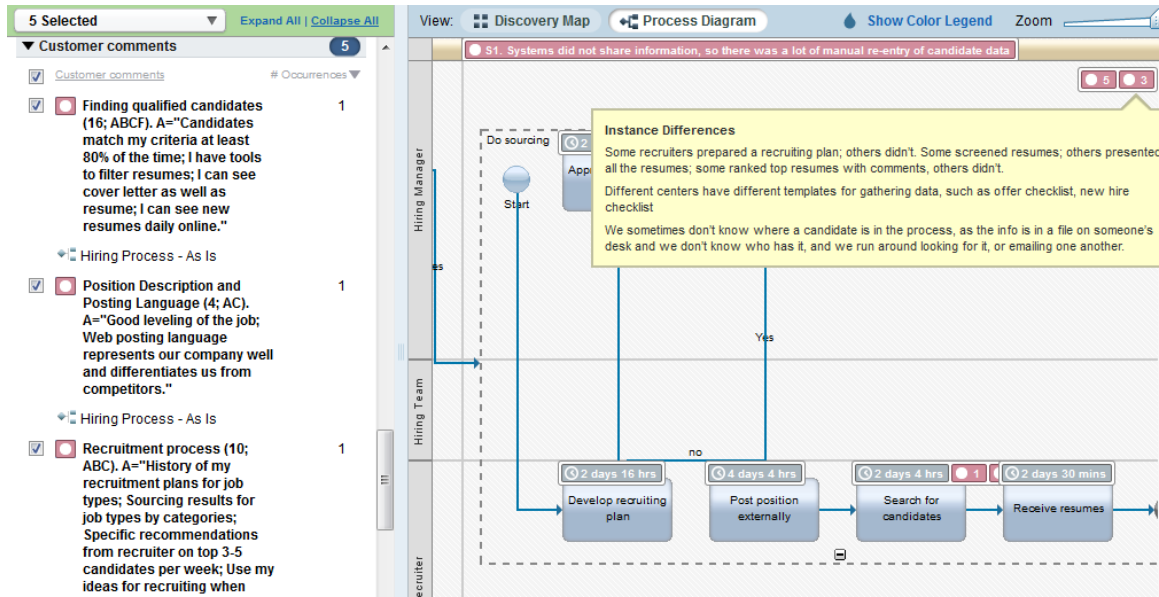 5 Selected
Expand All | Collapse All
View: Discovery Map Process Diagram Show Color Legend Zoom
Customer comments 5
Customer comments # Occurrences
Finding qualified candidates 1
(16; ABCF). A="Candidates
match my criteria at least
80% of the time; I have tools
to filter resumes; I can see
cover letter as well as
resume; I can see new
resumes daily online."
Hiring Process - As Is
Position Description and 1
Posting Language (4; AC).
A="Good leveling of the job;
Web posting language
represents our company well
and differentiates us from
competitors."
Hiring Process - As Is
Recruitment process (10; 1
ABC). A="History of my
recruitment plans for job
types; Sourcing results for
job types by categories;
Specific recommendations
from recruiter on top 3-5
candidates per week; Use my
ideas for recruiting when
S1. Systems did not share information, so there was a lot of manual re-entry of candidate data
5 3
Hiring Manager
Do sourcing
2
Start
Instance Differences
Some recruiters prepared a recruiting plan; others didn't. Some screened resumes; others presented
all the resumes; some ranked top resumes with comments, others didn't.
Different centers have different templates for gathering data, such as offer checklist, new hire
checklist
We sometimes don't know where a candidate is in the process, as the info is in a file on someone's
desk and we don't know who has it, and we run around looking for it, or emailing one another.
Yes
Hiring Team
no
2 days 16 hrs
Develop recruiting
plan
4 days 4 hrs
Post position
externally
2 days 4 hrs 1
Search for
candidates
2 days 30 mins
Receive resumes